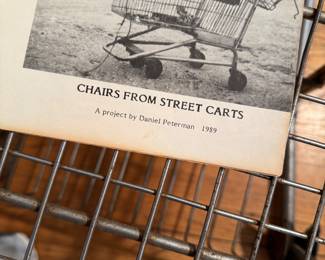 CHAIRS FROM STREET CARTS
A project by Daniel Peterman 1989